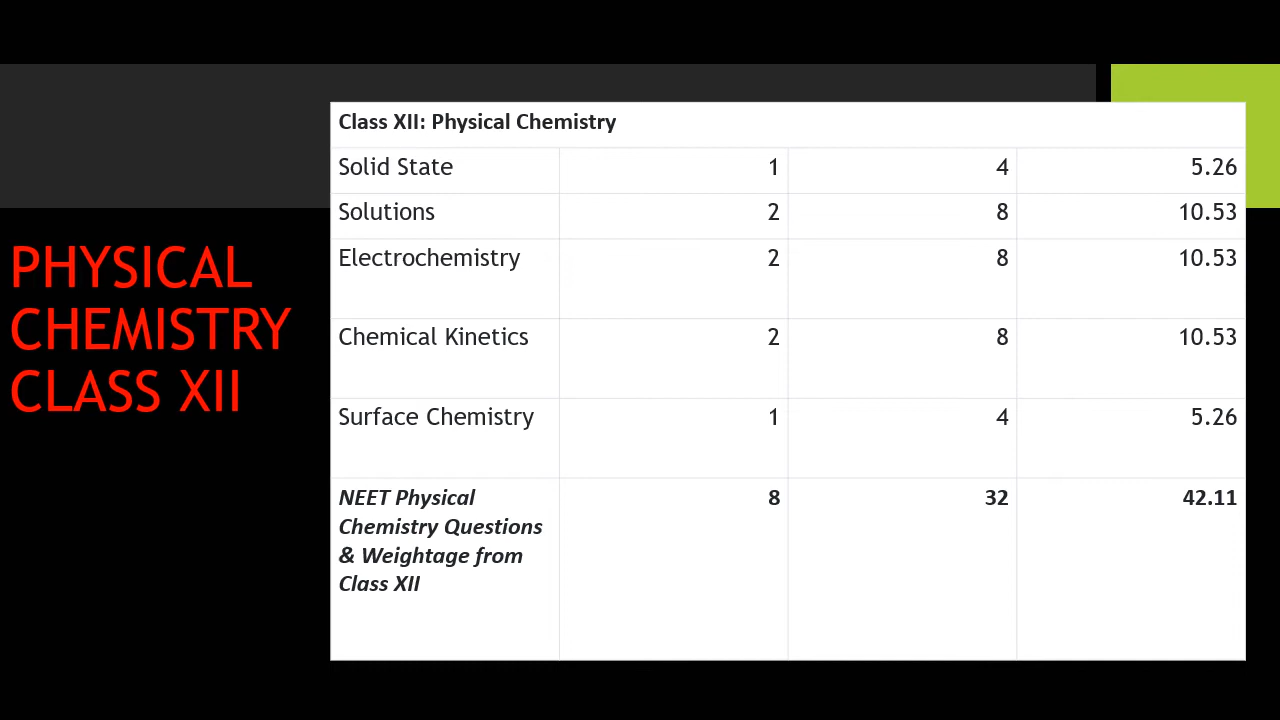 PHYSICAL
CHEMISTRY
CLASS XII
Class XII: Physical Chemistry
Solid State 1 4 5.26
Solutions 2 8 10.53
Electrochemistry 2 8 10.53
Chemical Kinetics 2 8 10.53
Surface Chemistry 1 4 5.26
NEET Physical 8 32 42.11
Chemistry Questions
& Weightage from
Class XII